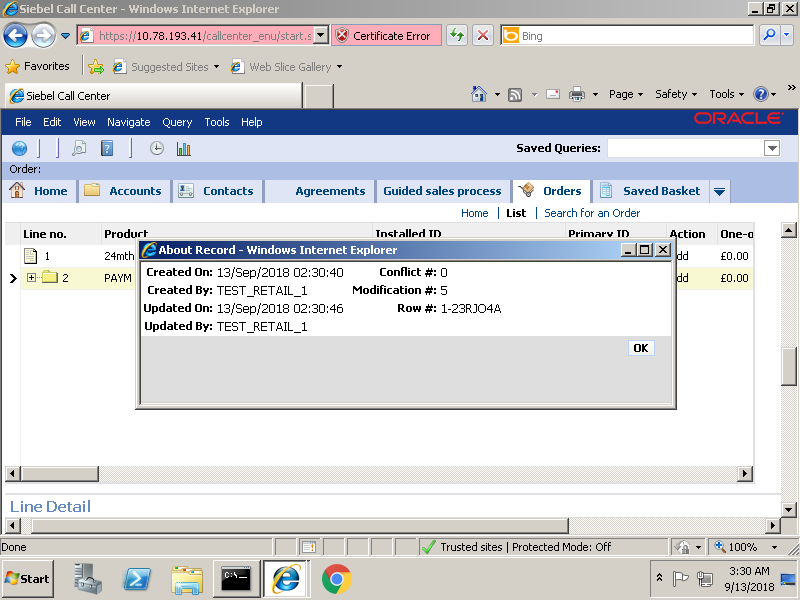 Siebel Call Center - Windows Internet Explorer
https://10.78.193.41/callcenter_enu/start.s
Certificate Error
Bing
Favorites
Suggested Sites
Web Slice Gallery
Siebel Call Center
Page
Safety
Tools
»
File Edit View Navigate Query Tools Help
ORACLE
Saved Queries:
Order:
Home Accounts Contacts Agreements Guided sales process Orders Saved Basket
Home | List | Search for an Order
Line no. Product Installed ID Primary ID Action One-o
1 24mth dd £0.00
2 PAYM dd £0.00
About Record - Windows Internet Explorer
Created On: 13/Sep/2018 02:30:40 Conflict #: 0
Created By: TEST_RETAIL_1 Modification #: 5
Updated On: 13/Sep/2018 02:30:46 Row #: 1-23RJO4A
Updated By: TEST_RETAIL_1
OK
Line Detail
Done
Trusted sites | Protected Mode: Off
100%
Start
C:\_
3:30 AM
9/13/2018